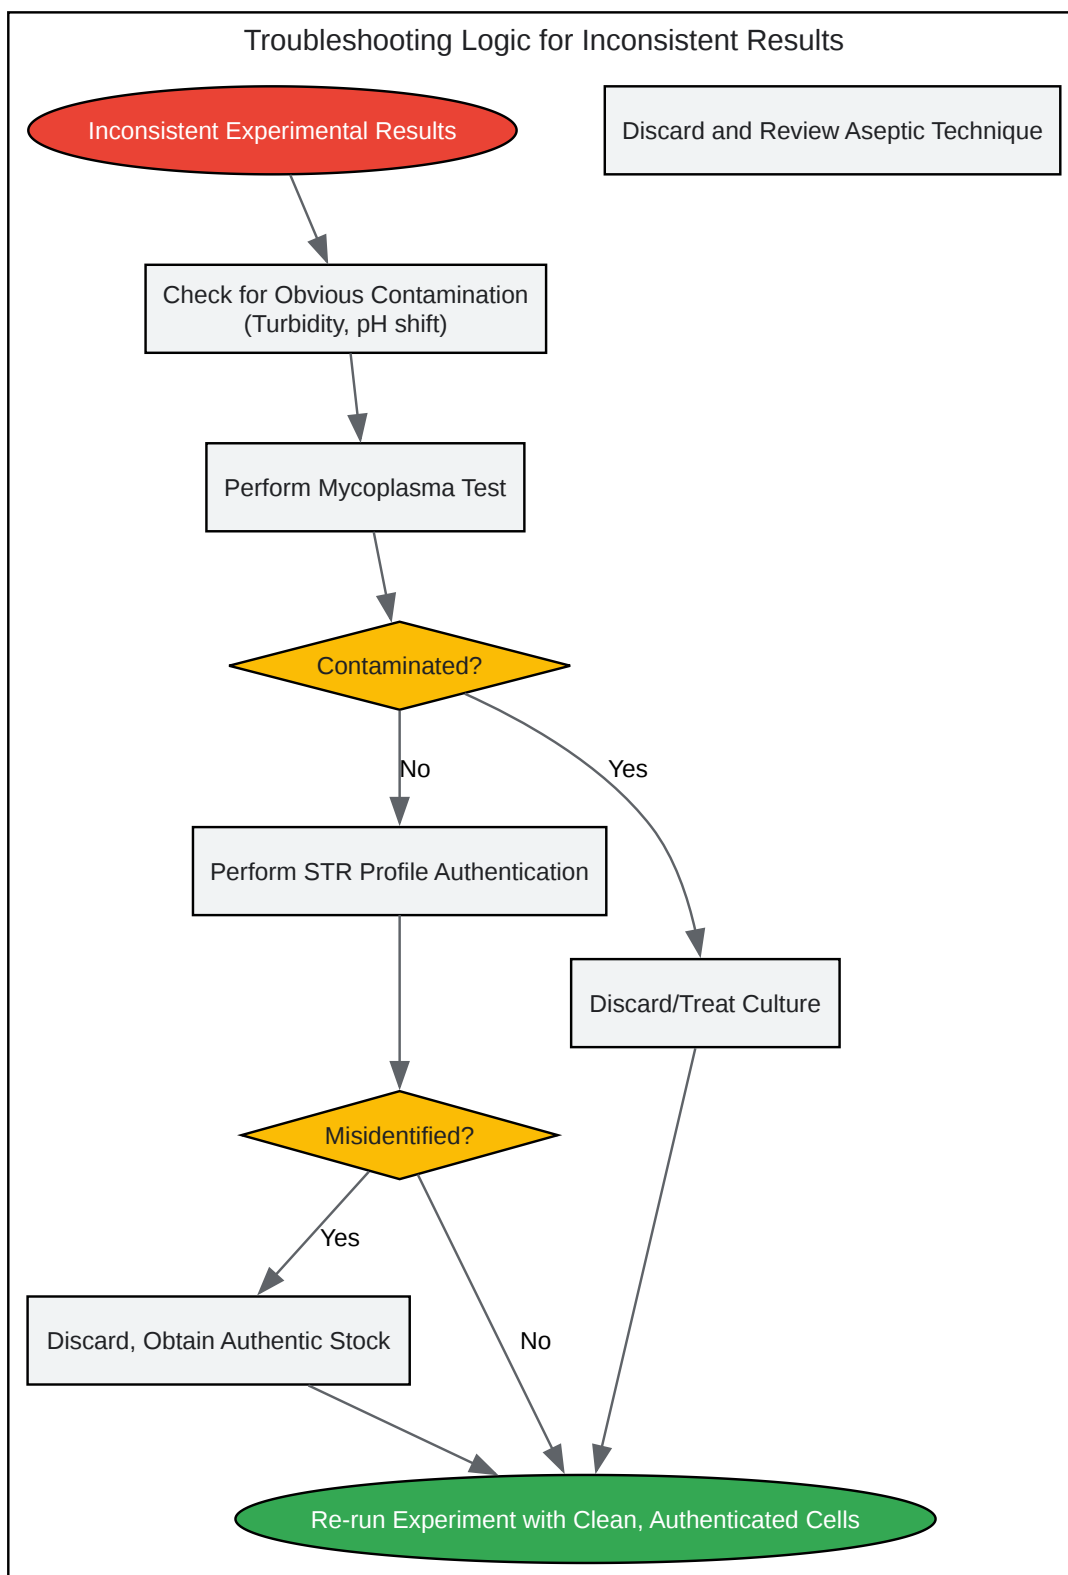 Troubleshooting Logic for Inconsistent Results
Inconsistent Experimental Results
Discard and Review Aseptic Technique
Check for Obvious Contamination
(Turbidity, pH shift)
Perform Mycoplasma Test
Contaminated?
No
Yes
Perform STR Profile Authentication
Discard/Treat Culture
Misidentified?
Yes
Discard, Obtain Authentic Stock
No
Re-run Experiment with Clean, Authenticated Cells